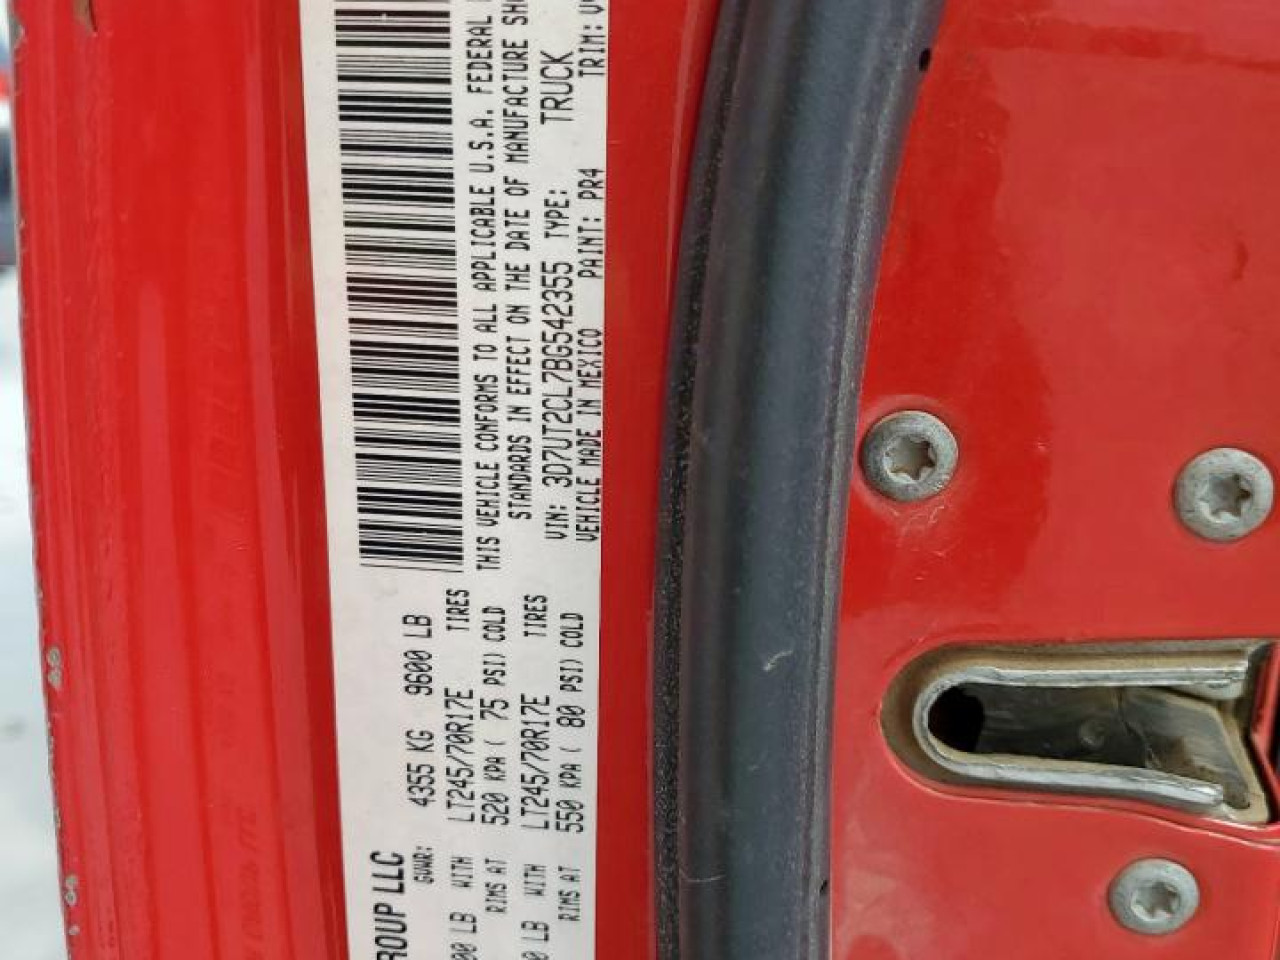 ROUP LLC
GVWR: 4355 KG 9600 LB
00 LB WITH LT245/70R17E TIRES
RIMS AT 520 KPA ( 75 PSI) COLD
0 LB WITH LT245/70R17E TIRES
RIMS AT 550 KPA ( 80 PSI) COLD
THIS VEHICLE CONFORMS TO ALL APPLICABLE U.S.A. FEDERAL
STANDARDS IN EFFECT ON THE DATE OF MANUFACTURE SHO
VIN: 3D7UT2CL7BG542355 TYPE: TRUCK
VEHICLE MADE IN MEXICO PAINT: PR4 TRIM: V